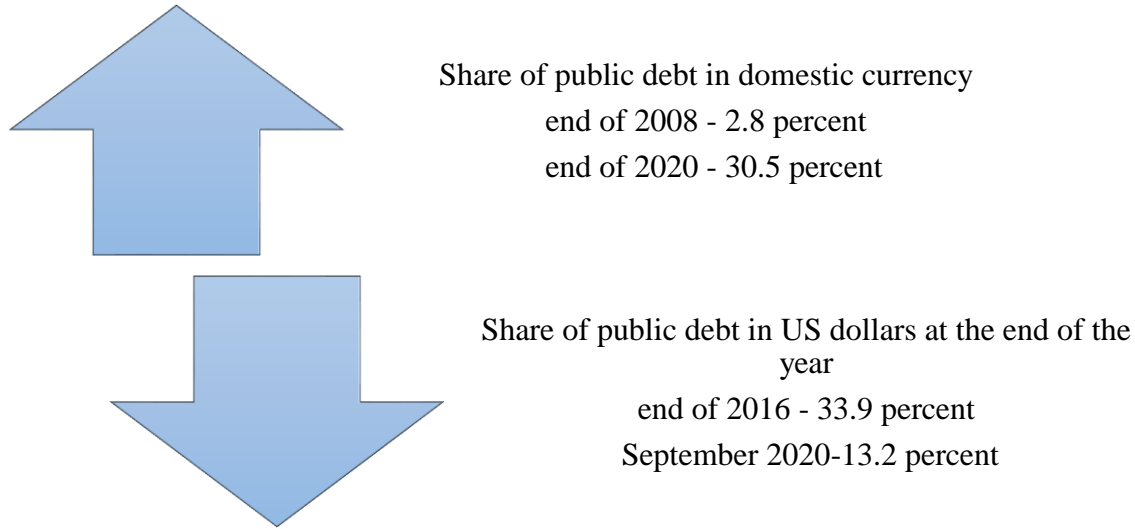 Share of public debt in domestic currency
end of 2008 - 2.8 percent
end of 2020 - 30.5 percent
Share of public debt in US dollars at the end of the
year
end of 2016 - 33.9 percent
September 2020-13.2 percent